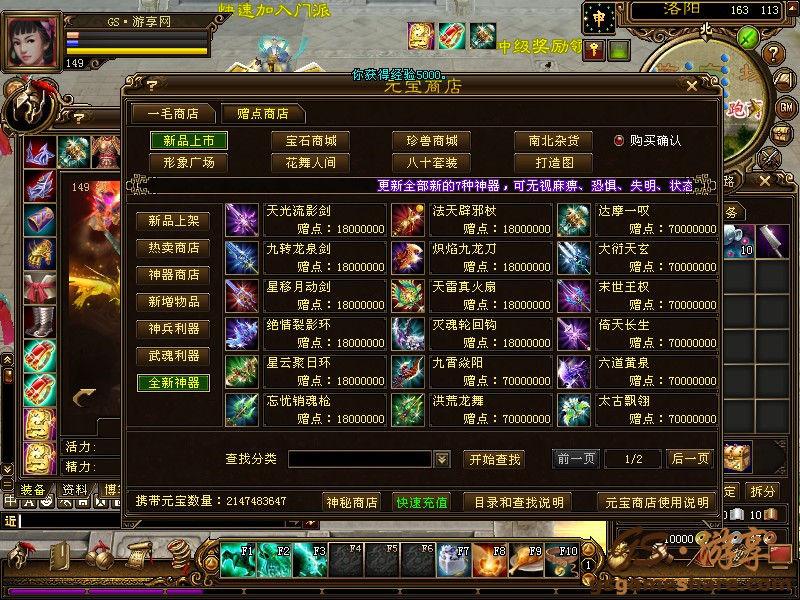 快速加入门派
GS·游享网
149
中级奖励领
洛阳 163 113
北
申
GM
你获得经验5000。
元宝商店
一毛商店 赠点商店
新品上市 宝石商城 珍兽商城 南北杂货 购买确认
形象广场 花舞人间 八十套装 打造图
更新全部新的7种神器，可无视麻痹、恐惧、失明、状态
149
新品上架
热卖商店
神器商店
新增物品
神兵利器
武魂利器
全新神器
天光流影剑 法天辟邪杖 达摩一叹
赠点：18000000 赠点：18000000 赠点：70000000
九转龙泉剑 炽焰九龙刀 大衍天玄
赠点：18000000 赠点：18000000 赠点：70000000
星移月动剑 天雷真火扇 末世王权
赠点：18000000 赠点：18000000 赠点：70000000
绝情裂影环 灭魂轮回钩 倚天长生
赠点：18000000 赠点：18000000 赠点：70000000
星云聚日环 九霄焱阳 六道黄泉
赠点：18000000 赠点：70000000 赠点：70000000
忘忧销魂枪 洪荒龙舞 太古飘翎
赠点：18000000 赠点：70000000 赠点：70000000
10
活力：
精力：
查找分类 开始查找 前一页 1/2 后一页
装备 资料
携带元宝数量：2147483647 神秘商店 快速充值 目录和查找说明 元宝商店使用说明
定 拆分
10
近
F1 F2 F3 F4 F5 F6 F7 F8 F9 F10
1
GS·游享